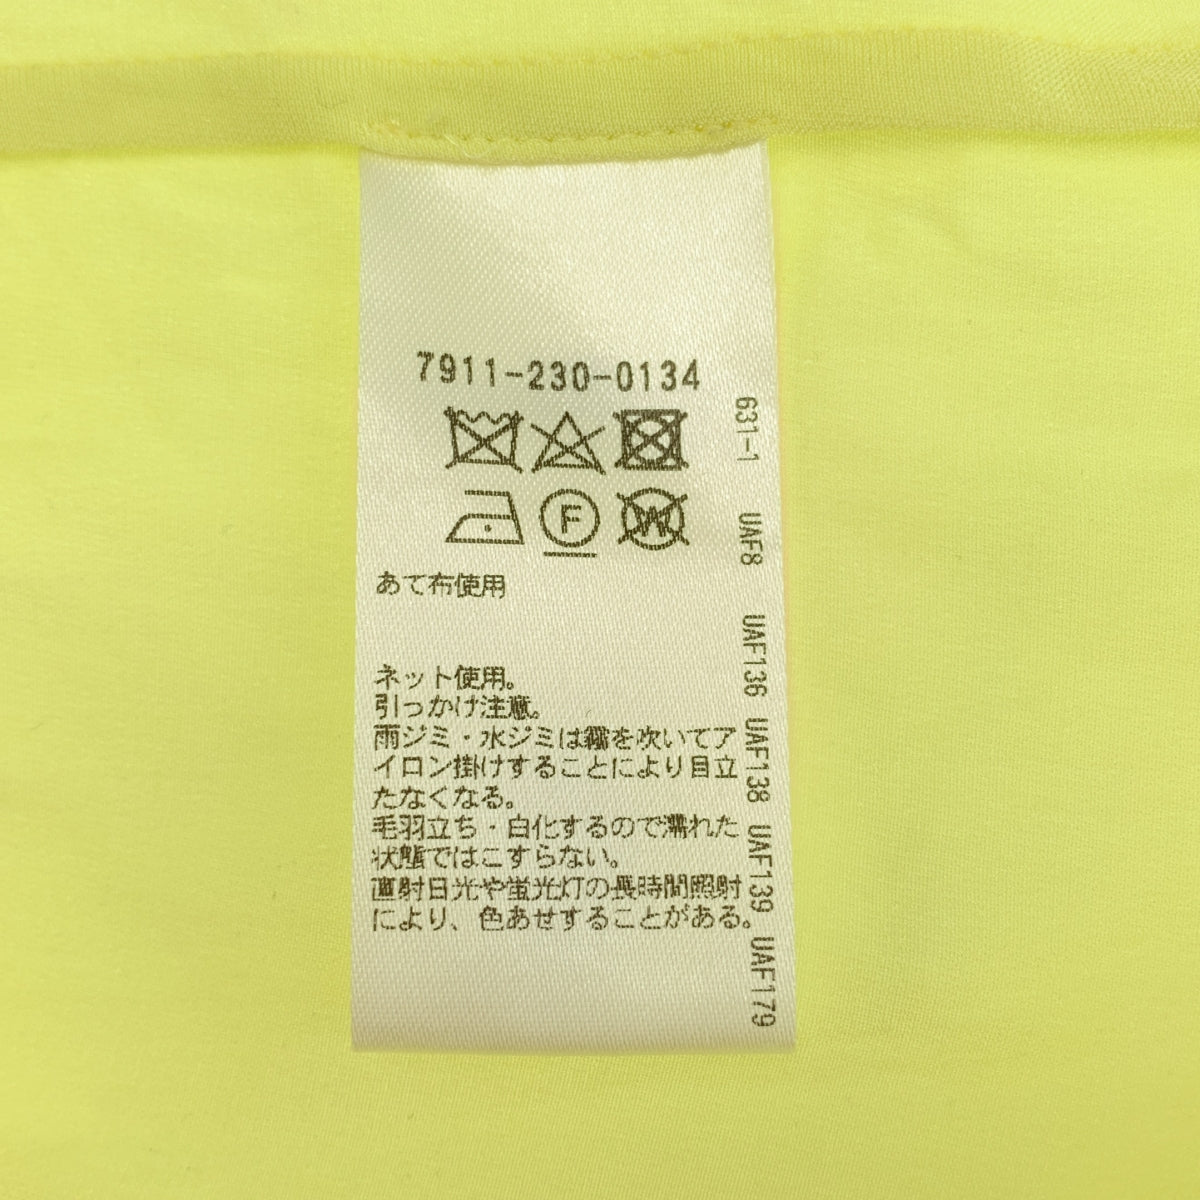 7911-230-0134
F
W
あて布使用
ネット使用。
引っかけ注意。
雨ジミ・水ジミは霧を吹いてア
イロン掛けすることにより目立
たなくなる。
毛羽立ち・白化するので濡れた
状態ではこすらない。
直射日光や蛍光灯の長時間照射
により、色あせすることがある。
631-1 UAF8 UAF136 UAF138 UAF139 UAF179